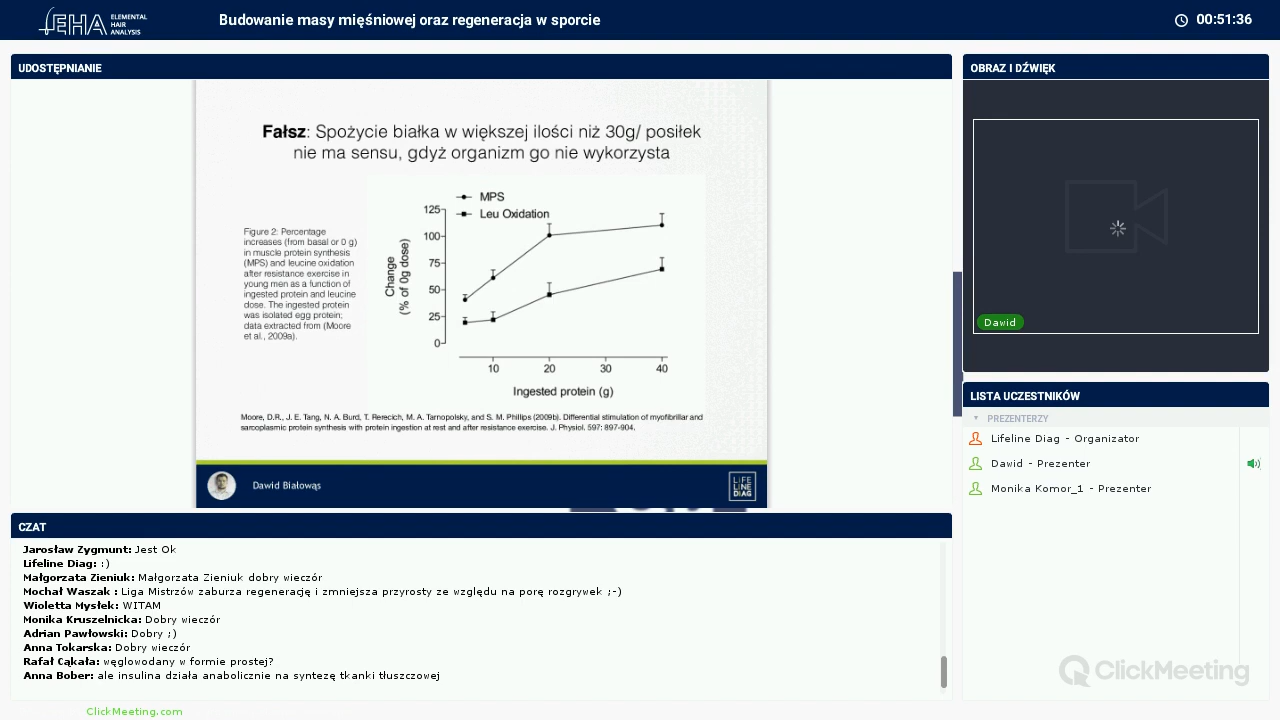 EHA ELEMENTAL
HAIR
ANALYSIS
Budowanie masy mięśniowej oraz regeneracja w sporcie
00:51:36
UDOSTĘPNIANIE
Fałsz: Spożycie białka w większej ilości niż 30g/ posiłek
nie ma sensu, gdyż organizm go nie wykorzysta
Figure 2: Percentage
increases (from basal or 0 g)
in muscle protein synthesis
(MPS) and leucine oxidation
after resistance exercise in
young men as a function of
ingested protein and leucine
dose. The ingested protein
was isolated egg protein;
data extracted from (Moore
et al., 2009a).
MPS
Leu Oxidation
Change
(% of 0g dose)
125
100
75
50
25
0
10 20 30 40
Ingested protein (g)
Moore, D.R., J. E. Tang, N. A. Burd, T. Rerecich, M. A. Tarnopolsky, and S. M. Phillips (2009b). Differential stimulation of myofibrillar and
sarcoplasmic protein synthesis with protein ingestion at rest and after resistance exercise. J. Physiol. 597: 897-904.
Dawid Białowąs
LIFE
LINE
DIAG
OBRAZ I DŹWIĘK
Dawid
LISTA UCZESTNIKÓW
PREZENTERZY
Lifeline Diag - Organizator
Dawid - Prezenter
Monika Komor_1 - Prezenter
ClickMeeting
CZAT
Jarosław Zygmunt: Jest Ok
Lifeline Diag: :)
Małgorzata Zieniuk: Małgorzata Zieniuk dobry wieczór
Mochał Waszak : Liga Mistrzów zaburza regenerację i zmniejsza przyrosty ze względu na porę rozgrywek ;-)
Wioletta Mysłek: WITAM
Monika Kruszelnicka: Dobry wieczór
Adrian Pawłowski: Dobry ;)
Anna Tokarska: Dobry wieczór
Rafał Cąkała: węglowodany w formie prostej?
Anna Bober: ale insulina działa anabolicznie na syntezę tkanki tłuszczowej
ClickMeeting.com